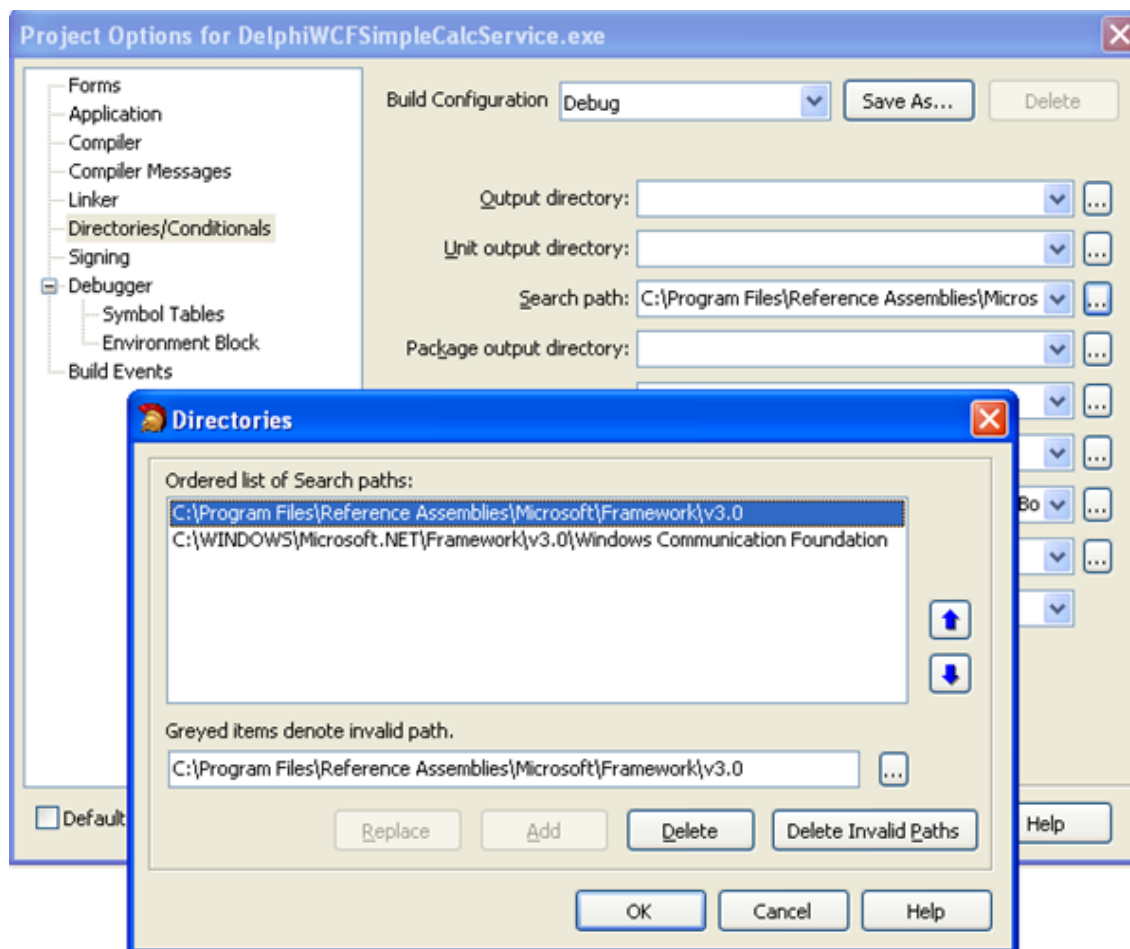 Project Options for DelphiWCFSimpleCalcService.exe
Forms
Application
Compiler
Compiler Messages
Linker
Directories/Conditionals
Signing
Debugger
Symbol Tables
Environment Block
Build Events
Build Configuration Debug Save As... Delete
Output directory: ...
Unit output directory: ...
Search path: C:\Program Files\Reference Assemblies\Micros ...
Package output directory: ...
...
...
Bo ...
...
Default
Help
Directories
Ordered list of Search paths:
C:\Program Files\Reference Assemblies\Microsoft\Framework\v3.0
C:\WINDOWS\Microsoft.NET\Framework\v3.0\Windows Communication Foundation
Greyed items denote invalid path.
C:\Program Files\Reference Assemblies\Microsoft\Framework\v3.0 ...
Replace Add Delete Delete Invalid Paths
OK Cancel Help